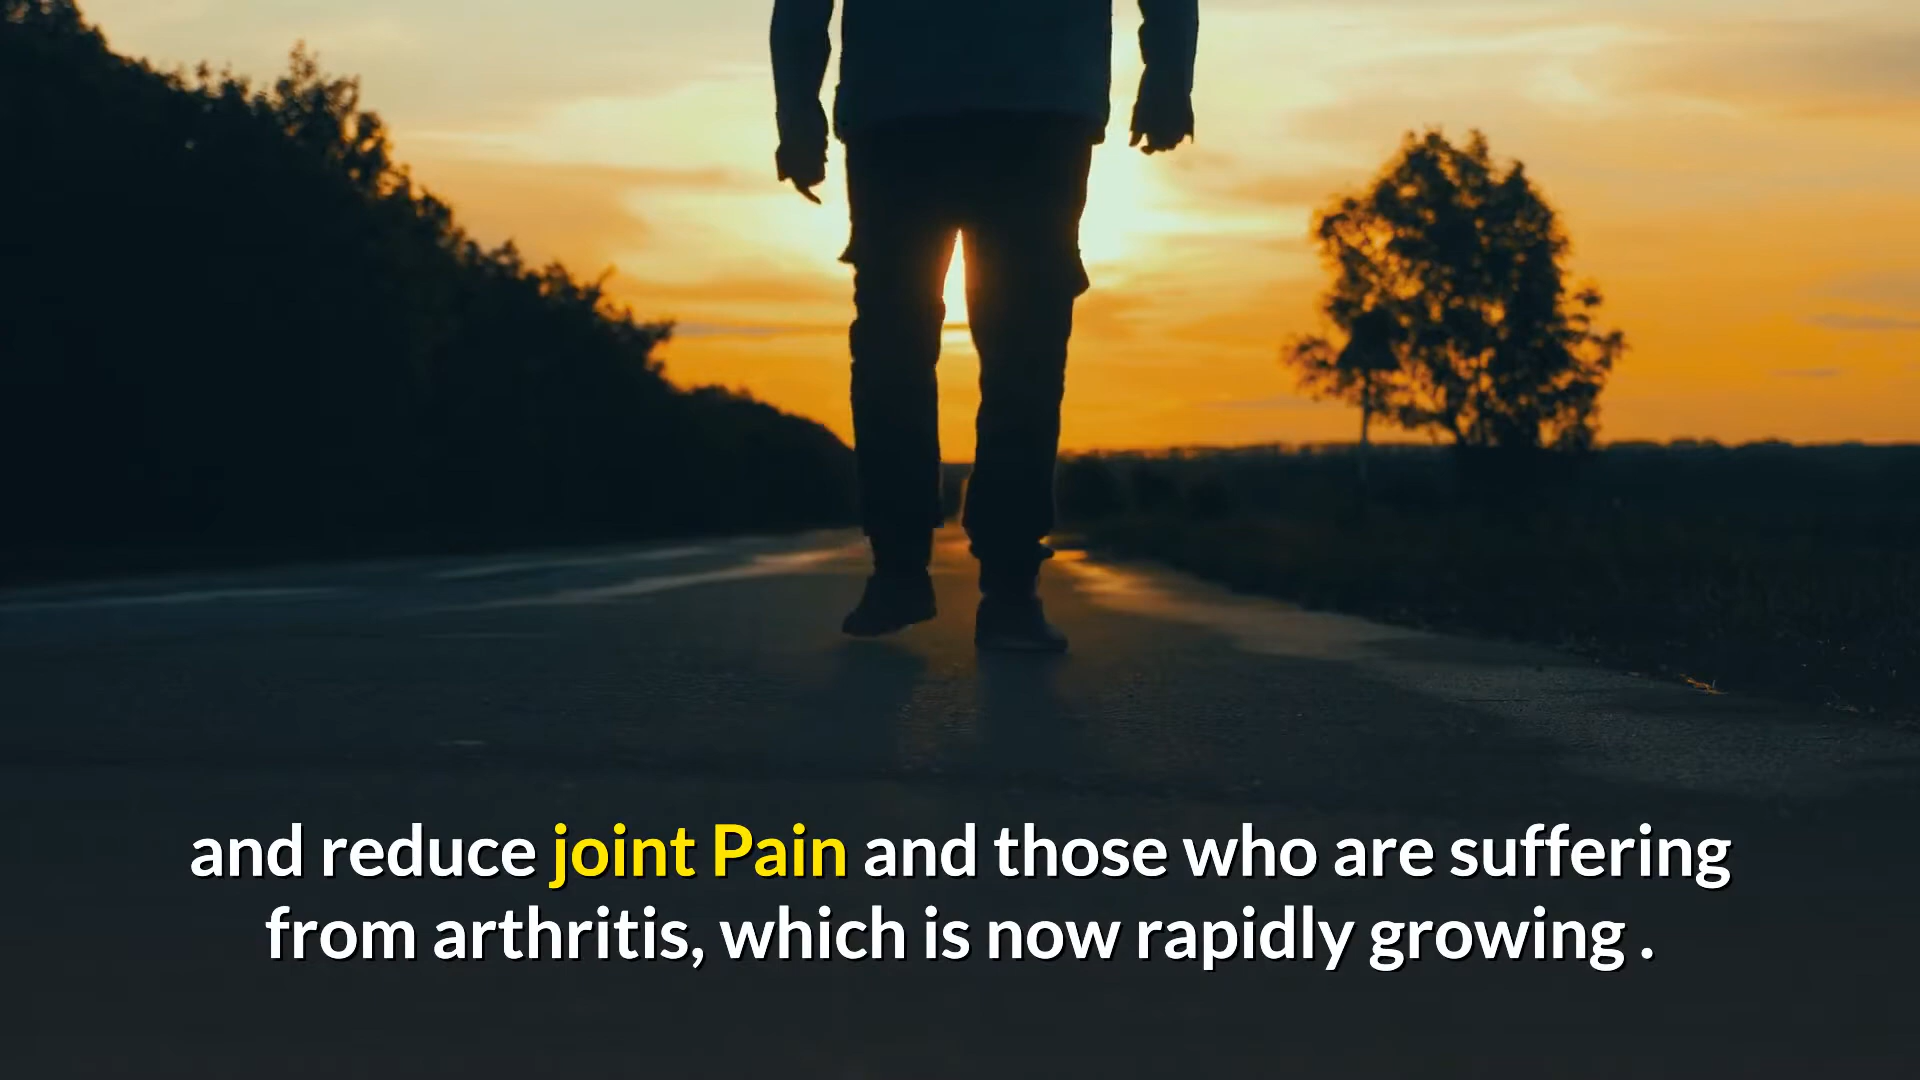 and reduce joint Pain and those who are suffering
from arthritis, which is now rapidly growing .